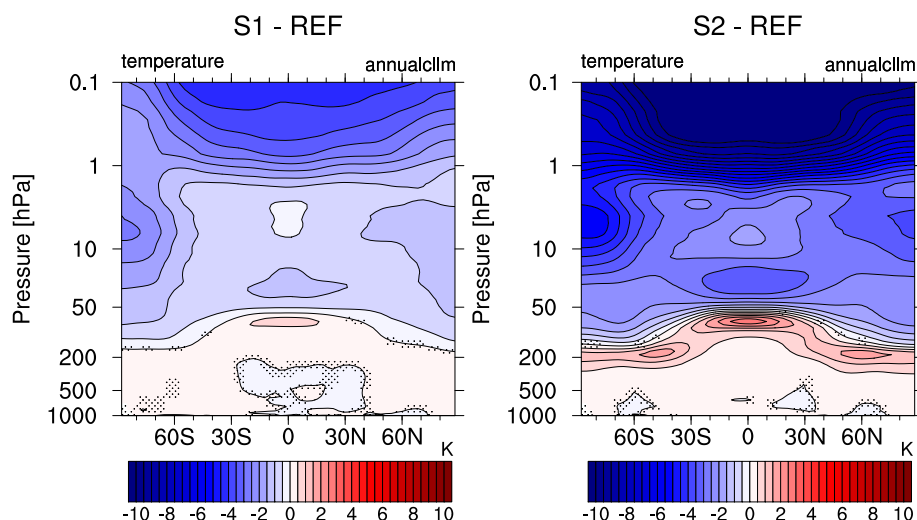 S1 - REF
temperature annualclim
0.1
1
10
50
200
500
1000
Pressure [hPa]
60S 30S 0 30N 60N
K
-10 -8 -6 -4 -2 0 2 4 6 8 10
S2 - REF
temperature annualclim
0.1
1
10
50
200
500
1000
Pressure [hPa]
60S 30S 0 30N 60N
K
-10 -8 -6 -4 -2 0 2 4 6 8 10